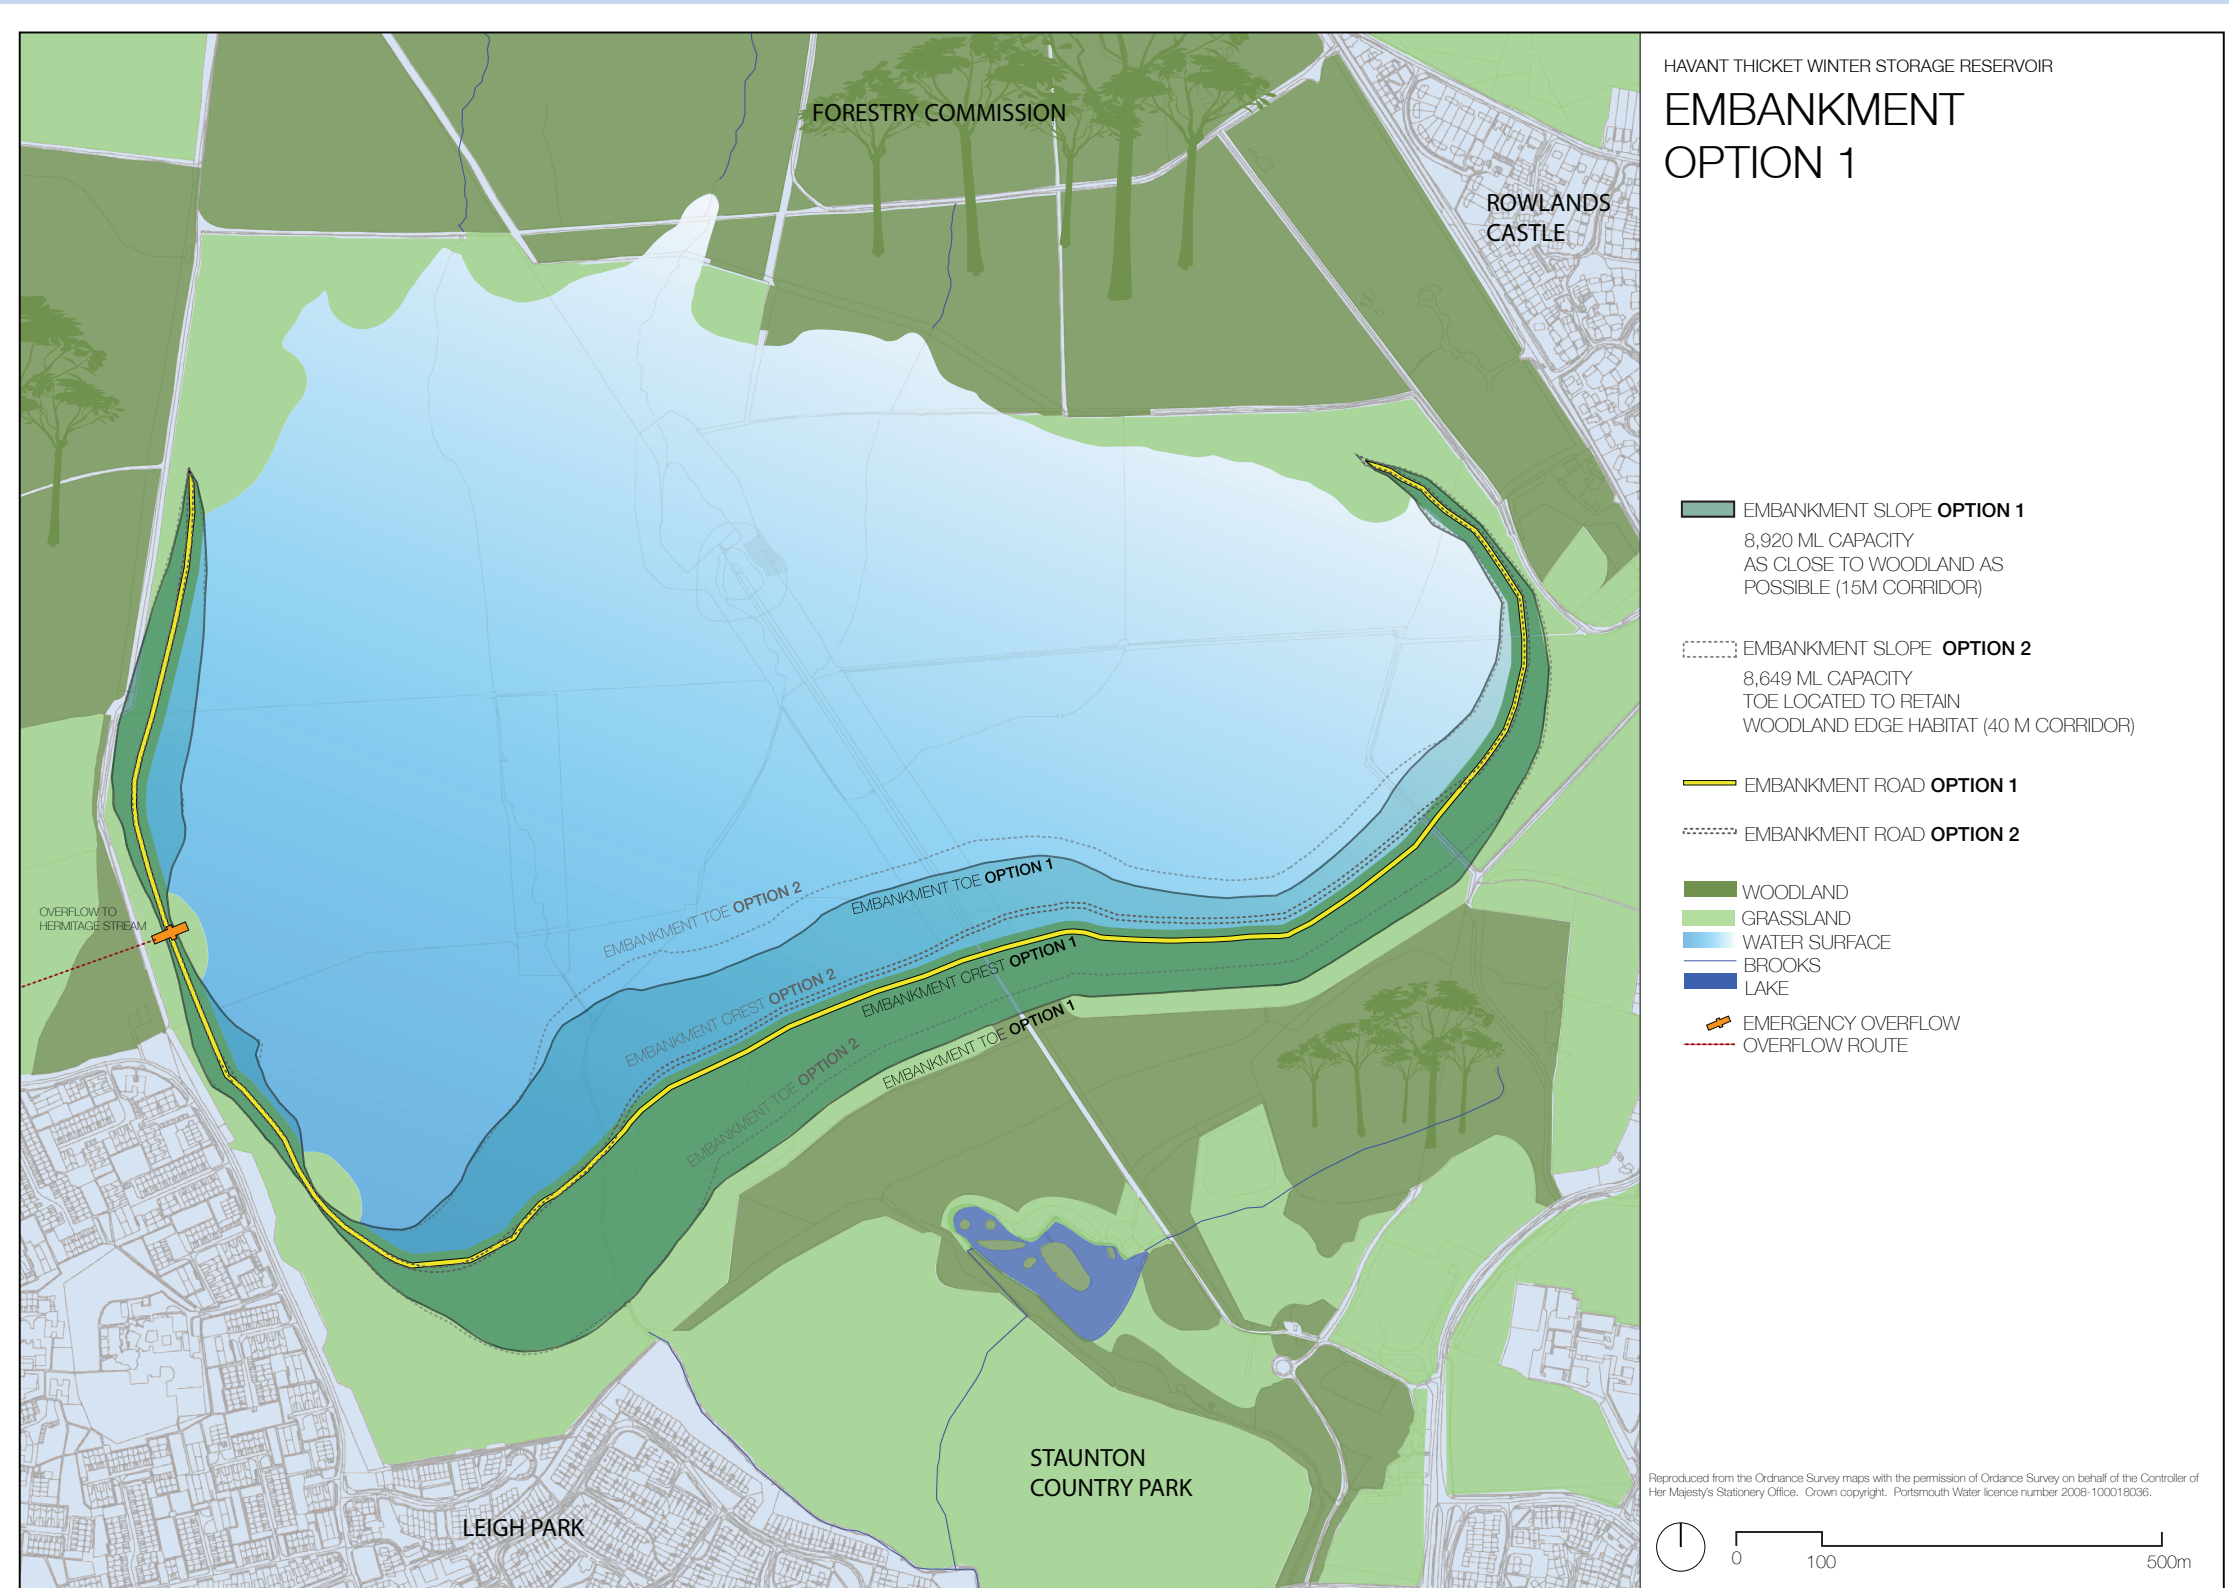 HAVANT THICKET WINTER STORAGE RESERVOIR
EMBANKMENT
OPTION 1
FORESTRY COMMISSION
ROWLANDS
CASTLE
EMBANKMENT SLOPE OPTION 1
8,920 ML CAPACITY
AS CLOSE TO WOODLAND AS
POSSIBLE (15M CORRIDOR)
EMBANKMENT SLOPE OPTION 2
8,649 ML CAPACITY
TOE LOCATED TO RETAIN
WOODLAND EDGE HABITAT (40 M CORRIDOR)
EMBANKMENT ROAD OPTION 1
EMBANKMENT ROAD OPTION 2
WOODLAND
GRASSLAND
WATER SURFACE
BROOKS
LAKE
EMERGENCY OVERFLOW
OVERFLOW ROUTE
OVERFLOW TO
HERMITAGE STREAM
EMBANKMENT TOE OPTION 2
EMBANKMENT TOE OPTION 1
EMBANKMENT CREST OPTION 2
EMBANKMENT CREST OPTION 1
EMBANKMENT TOE OPTION 2
EMBANKMENT TOE OPTION 1
STAUNTON
COUNTRY PARK
LEIGH PARK
Reproduced from the Ordnance Survey maps with the permission of Ordance Survey on behalf of the Controller of
Her Majesty's Stationery Office. Crown copyright. Portsmouth Water licence number 2008-100018036.
0 100 500m